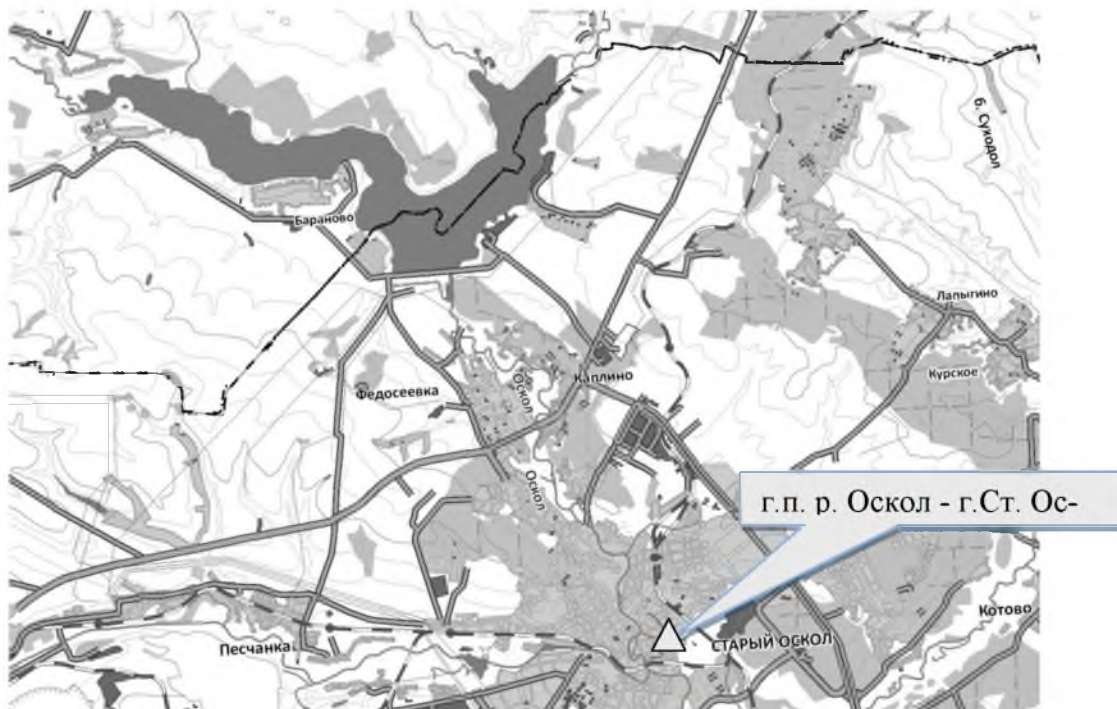 б. Суходол
Бараново
Лапыгино
Курское
Каплино
Федосеевка
Оскол
Оскол
г.п. р. Оскол - г.Ст. Ос-
Котово
СТАРЫЙ ОСКОЛ
Песчанка